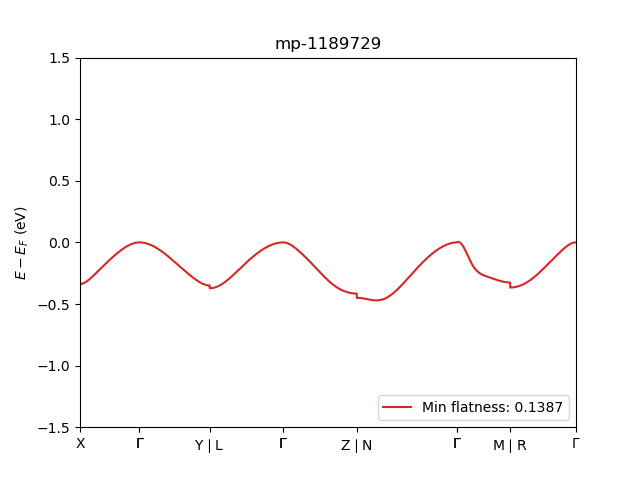 mp-1189729
E − E_F (eV)
1.5
1.0
0.5
0.0
−0.5
−1.0
−1.5
Min flatness: 0.1387
X Γ Y | L Γ Z | N Γ M | R Γ